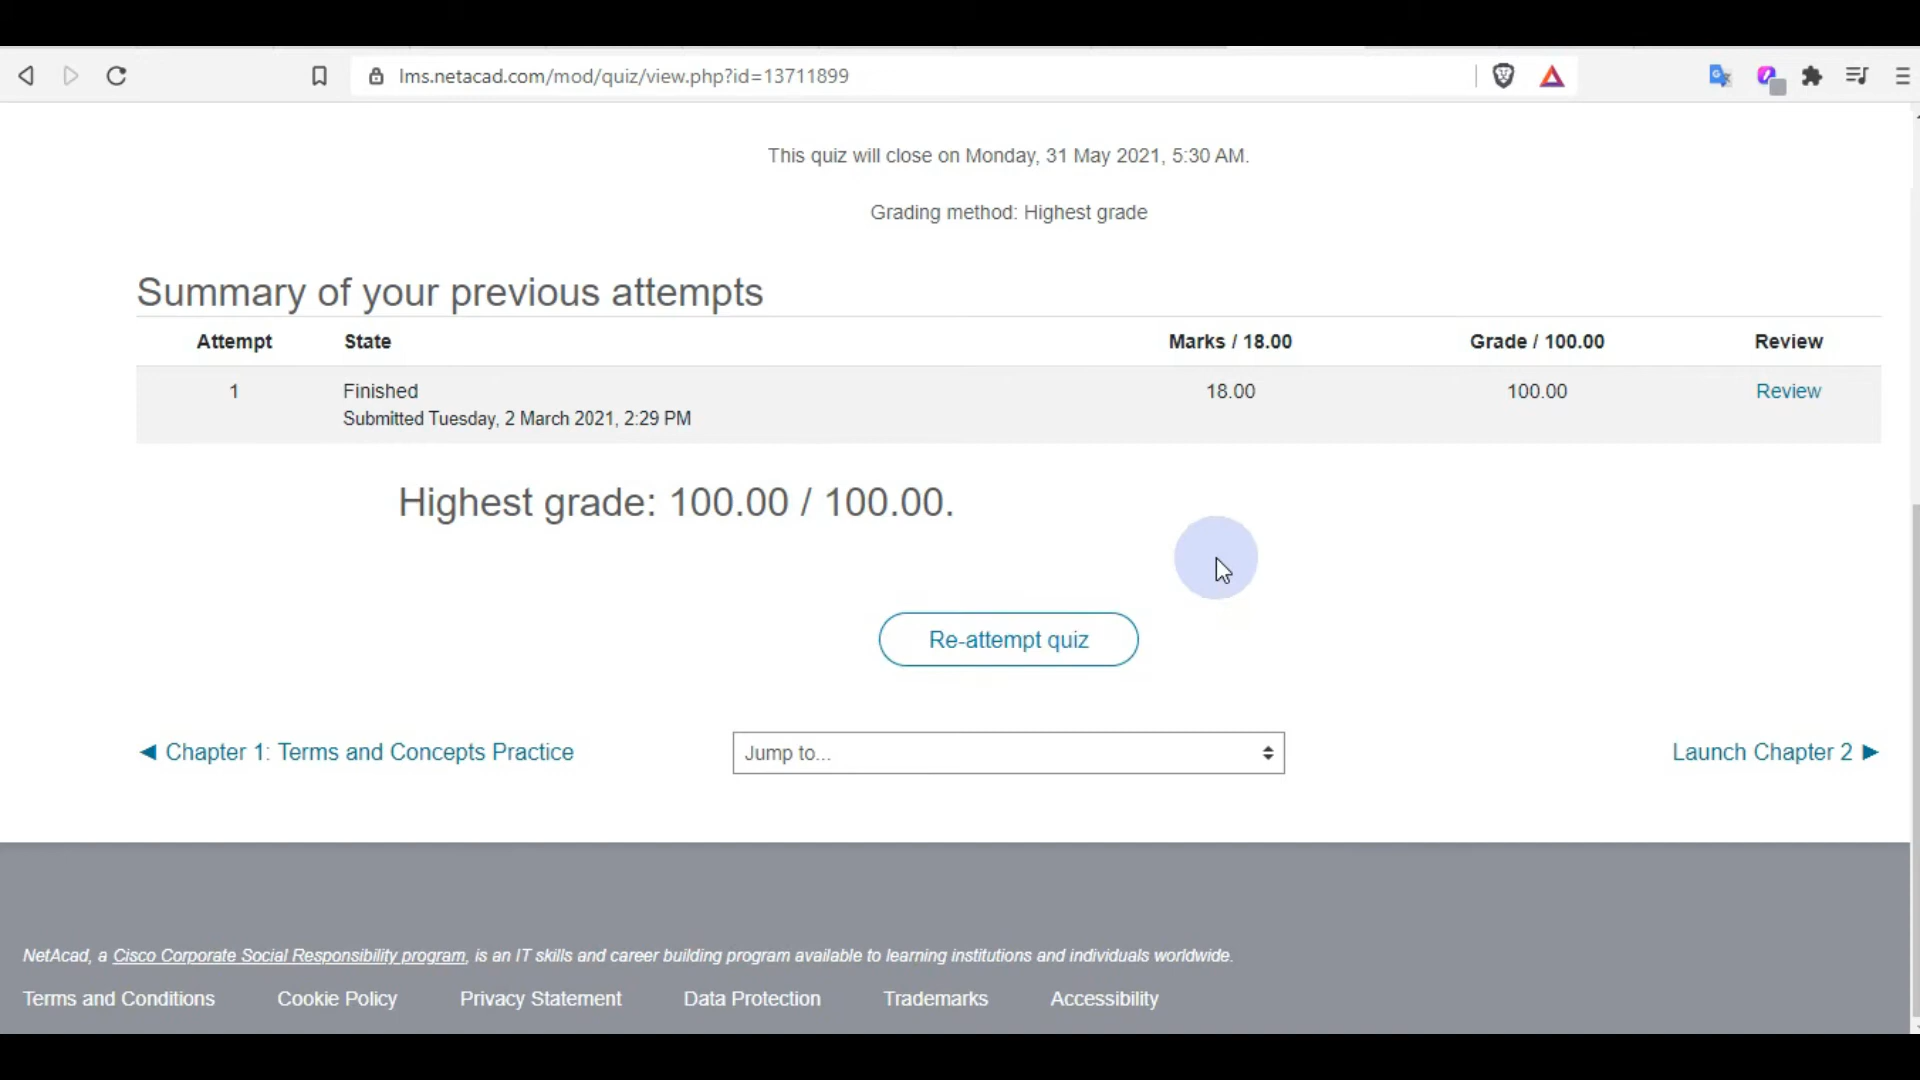 lms.netacad.com/mod/quiz/view.php?id=13711899
This quiz will close on Monday, 31 May 2021, 5:30 AM.
Grading method: Highest grade
Summary of your previous attempts
Attempt State Marks / 18.00 Grade / 100.00 Review
1 Finished 18.00 100.00 Review
Submitted Tuesday, 2 March 2021, 2:29 PM
Highest grade: 100.00 / 100.00.
Re-attempt quiz
◀ Chapter 1: Terms and Concepts Practice Jump to... Launch Chapter 2 ▶
NetAcad, a Cisco Corporate Social Responsibility program, is an IT skills and career building program available to learning institutions and individuals worldwide.
Terms and Conditions Cookie Policy Privacy Statement Data Protection Trademarks Accessibility